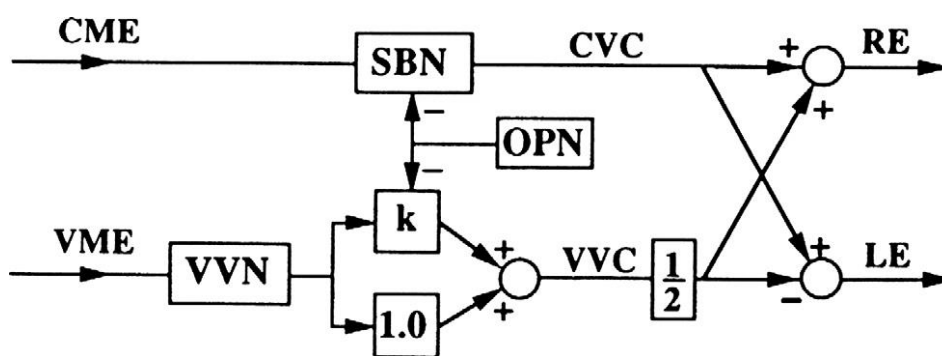 CME
SBN
CVC
+
RE
+
−
OPN
−
k
VME
VVN
+
VVC
1
2
+
LE
−
1.0
+